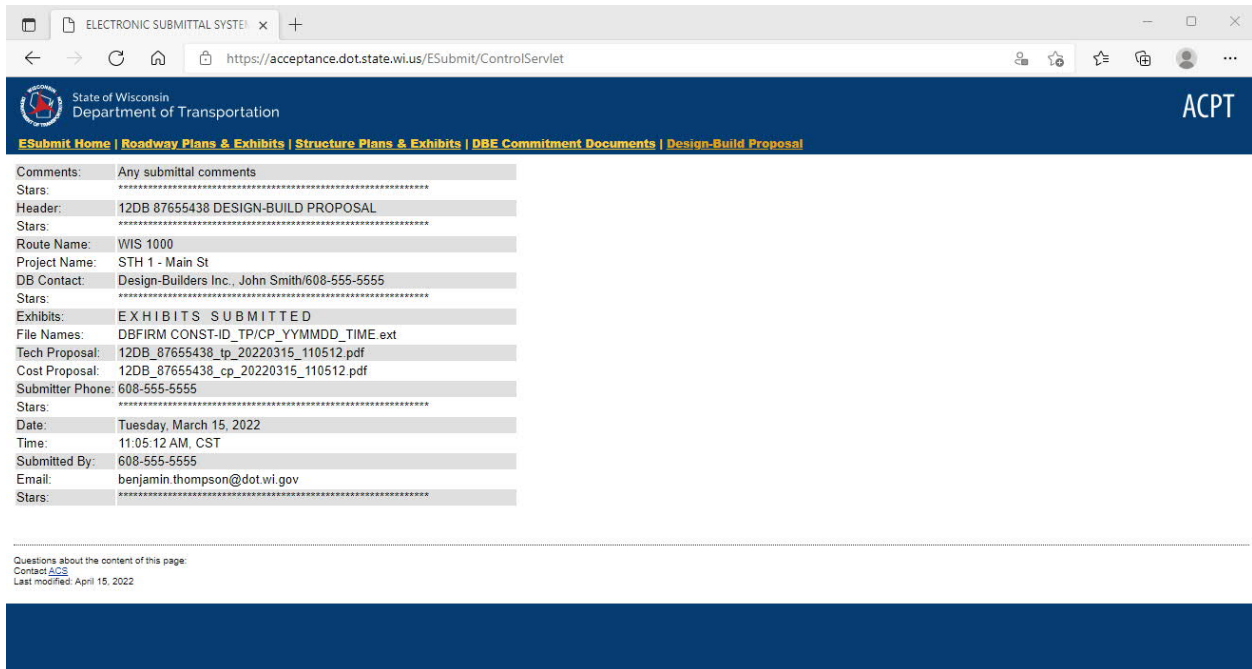 ELECTRONIC SUBMITTAL SYSTE
https://acceptance.dot.state.wi.us/ESubmit/ControlServlet
WISCONSIN
State of Wisconsin
Department of Transportation
ACPT
ESubmit Home | Roadway Plans & Exhibits | Structure Plans & Exhibits | DBE Commitment Documents | Design-Build Proposal
Comments: Any submittal comments
Stars: ***************************************************************
Header: 12DB 87655438 DESIGN-BUILD PROPOSAL
Stars: ***************************************************************
Route Name: WIS 1000
Project Name: STH 1 - Main St
DB Contact: Design-Builders Inc., John Smith/608-555-5555
Stars: ***************************************************************
Exhibits: E X H I B I T S   S U B M I T T E D
File Names: DBFIRM CONST-ID_TP/CP_YYMMDD_TIME.ext
Tech Proposal: 12DB_87655438_tp_20220315_110512.pdf
Cost Proposal: 12DB_87655438_cp_20220315_110512.pdf
Submitter Phone: 608-555-5555
Stars: ***************************************************************
Date: Tuesday, March 15, 2022
Time: 11:05:12 AM, CST
Submitted By: 608-555-5555
Email: benjamin.thompson@dot.wi.gov
Stars: ***************************************************************
Questions about the content of this page:
Contact ACS
Last modified: April 15, 2022